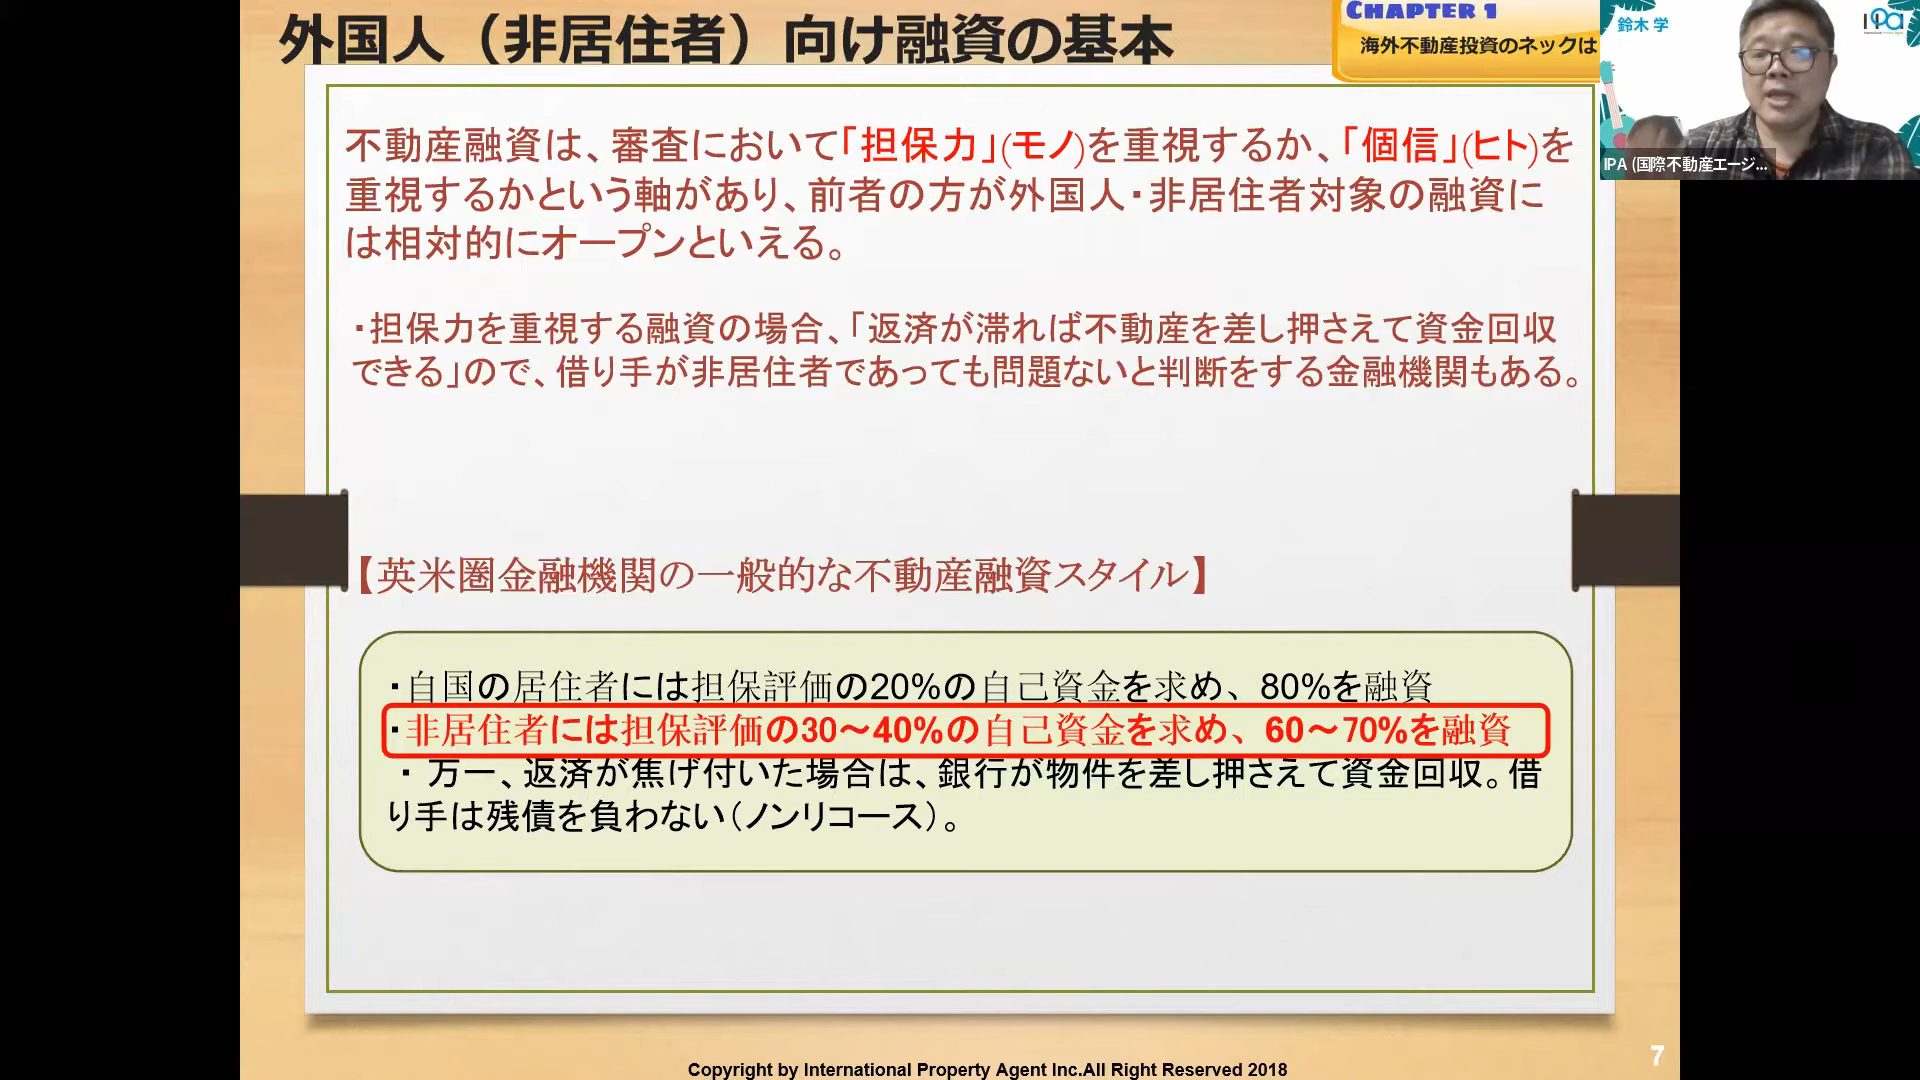 外国人（非居住者）向け融資の基本
CHAPTER 1
海外不動産投資のネックは
鈴木 学
IPA
IPA (国際不動産エージ...
不動産融資は、審査において「担保力」(モノ)を重視するか、「個信」(ヒト)を
重視するかという軸があり、前者の方が外国人・非居住者対象の融資に
は相対的にオープンといえる。
・担保力を重視する融資の場合、「返済が滞れば不動産を差し押さえて資金回収
できる」ので、借り手が非居住者であっても問題ないと判断をする金融機関もある。
【英米圏金融機関の一般的な不動産融資スタイル】
・自国の居住者には担保評価の20%の自己資金を求め、80%を融資
・非居住者には担保評価の30～40%の自己資金を求め、60～70%を融資
・ 万一、返済が焦げ付いた場合は、銀行が物件を差し押さえて資金回収。借
り手は残債を負わない（ノンリコース）。
7
Copyright by International Property Agent Inc.All Right Reserved 2018